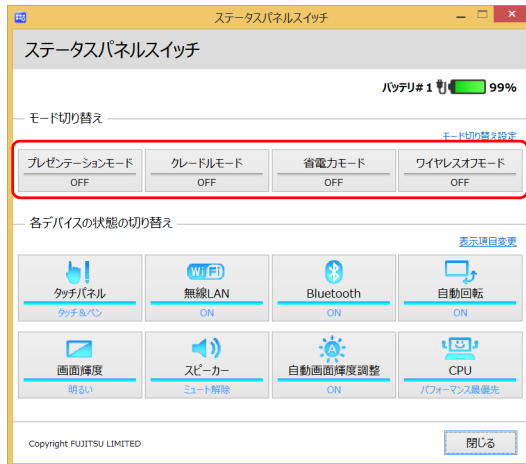 ステータスパネルスイッチ
ステータスパネルスイッチ
バッテリ#1 99%
モード切り替え
モード切り替え設定
プレゼンテーションモード クレードルモード 省電力モード ワイヤレスオフモード
OFF OFF OFF OFF
各デバイスの状態の切り替え
表示項目変更
WiFi
タッチパネル 無線LAN Bluetooth 自動回転
タッチ&ペン ON ON ON
画面輝度 スピーカー 自動画面輝度調整 CPU
明るい ミュート解除 ON パフォーマンス最優先
Copyright FUJITSU LIMITED 閉じる